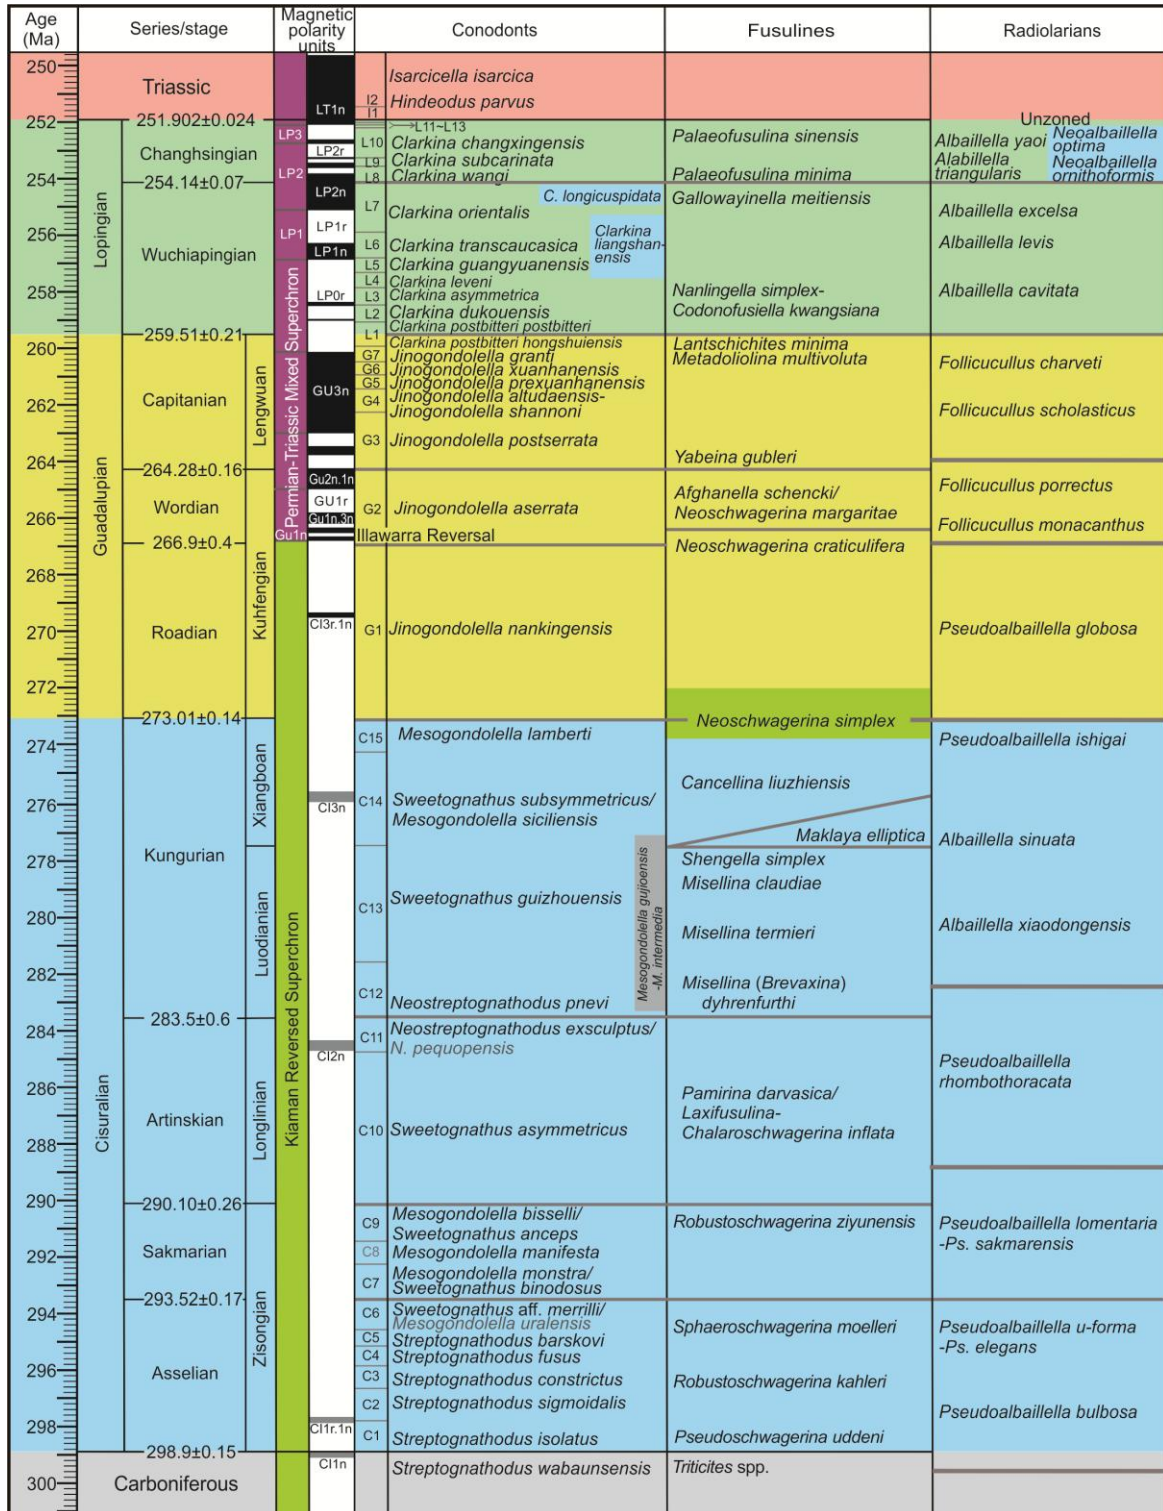 Age
(Ma)
Series/stage
Magnetic
polarity
units
Conodonts
Fusulines
Radiolarians
250
252
254
256
258
260
262
264
266
268
270
272
274
276
278
280
282
284
286
288
290
292
294
296
298
300
Triassic
251.902±0.024
Changhsingian
254.14±0.07
Wuchiapingian
259.51±0.21
Capitanian
264.28±0.16
Wordian
266.9±0.4
Roadian
273.01±0.14
Kungurian
283.5±0.6
Artinskian
290.10±0.26
Sakmarian
293.52±0.17
Asselian
298.9±0.15
Carboniferous
Lopingian
Guadalupian
Cisuralian
Lengwuan
Kuhfengian
Xiangboan
Luodianian
Longlinian
Zisongian
LP3
LP2
LP1
Permian-Triassic Mixed Superchron
Gu1n
Kiaman Reversed Superchron
LT1n
LP2r
LP2n
LP1r
LP1n
LP0r
GU3n
Gu2n.1n
GU1r
Gu1n.3n
Illawarra Reversal
CI3r.1n
CI3n
CI2n
CI1r.1n
CI1n
Isarcicella isarcica
I2 Hindeodus parvus
I1
L11~L13
L10 Clarkina changxingensis
L9 Clarkina subcarinata
L8 Clarkina wangi
C. longicuspidata
L7 Clarkina orientalis
L6 Clarkina transcaucasica
Clarkina
liangshan-
ensis
L5 Clarkina guangyuanensis
L4 Clarkina leveni
L3 Clarkina asymmetrica
L2 Clarkina dukouensis
Clarkina postbitteri postbitteri
L1
Clarkina postbitteri hongshuiensis
G7 Jinogondolella granti
G6 Jinogondolella xuanhanensis
G5 Jinogondolella prexuanhanensis
G4 Jinogondolella altudaensis-
Jinogondolella shannoni
G3 Jinogondolella postserrata
G2 Jinogondolella aserrata
G1 Jinogondolella nankingensis
C15 Mesogondolella lamberti
C14 Sweetognathus subsymmetricus/
Mesogondolella siciliensis
C13 Sweetognathus guizhouensis
Mesogondolella gujioensis
-M. intermedia
C12 Neostreptognathodus pnevi
C11 Neostreptognathodus exsculptus/
N. pequopensis
C10 Sweetognathus asymmetricus
C9 Mesogondolella bisselli/
Sweetognathus anceps
C8 Mesogondolella manifesta
C7 Mesogondolella monstra/
Sweetognathus binodosus
C6 Sweetognathus aff. merrilli/
Mesogondolella uralensis
C5 Streptognathodus barskovi
C4 Streptognathodus fusus
C3 Streptognathodus constrictus
C2 Streptognathodus sigmoidalis
C1 Streptognathodus isolatus
Streptognathodus wabaunsensis
Palaeofusulina sinensis
Palaeofusulina minima
Gallowayinella meitiensis
Nanlingella simplex-
Codonofusiella kwangsiana
Lantschichites minima
Metadoliolina multivoluta
Yabeina gubleri
Afghanella schencki/
Neoschwagerina margaritae
Neoschwagerina craticulifera
Neoschwagerina simplex
Cancellina liuzhiensis
Maklaya elliptica
Shengella simplex
Misellina claudiae
Misellina termieri
Misellina (Brevaxina)
dyhrenfurthi
Pamirina darvasica/
Laxifusulina-
Chalaroschwagerina inflata
Robustoschwagerina ziyunensis
Sphaeroschwagerina moelleri
Robustoschwagerina kahleri
Pseudoschwagerina uddeni
Triticites spp.
Unzoned
Albaillella yaoi
Neoalbaillella
optima
Alabillella
triangularis
Neoalbaillella
ornithoformis
Albaillella excelsa
Albaillella levis
Albaillella cavitata
Follicucullus charveti
Follicucullus scholasticus
Follicucullus porrectus
Follicucullus monacanthus
Pseudoalbaillella globosa
Pseudoalbaillella ishigai
Albaillella sinuata
Albaillella xiaodongensis
Pseudoalbaillella
rhombothoracata
Pseudoalbaillella lomentaria
-Ps. sakmarensis
Pseudoalbaillella u-forma
-Ps. elegans
Pseudoalbaillella bulbosa